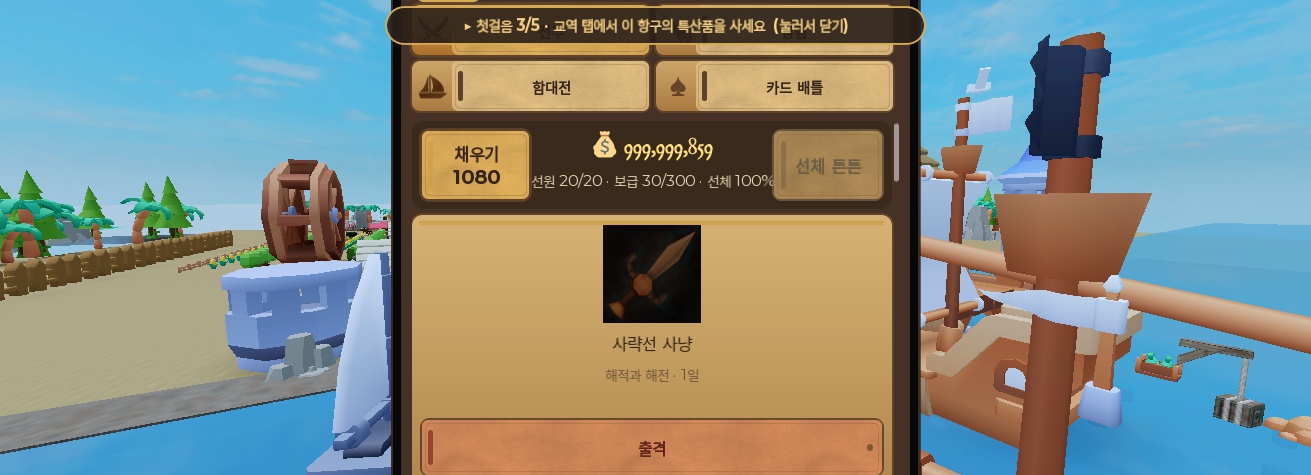 ▸ 첫걸음 3/5 · 교역 탭에서 이 항구의 특산품을 사세요 (눌러서 닫기)
함대전
카드 배틀
채우기
1080
999,999,859
선원 20/20 · 보급 30/300 · 선체 100%
선체 튼튼
사략선 사냥
해적과 해전 · 1일
출격